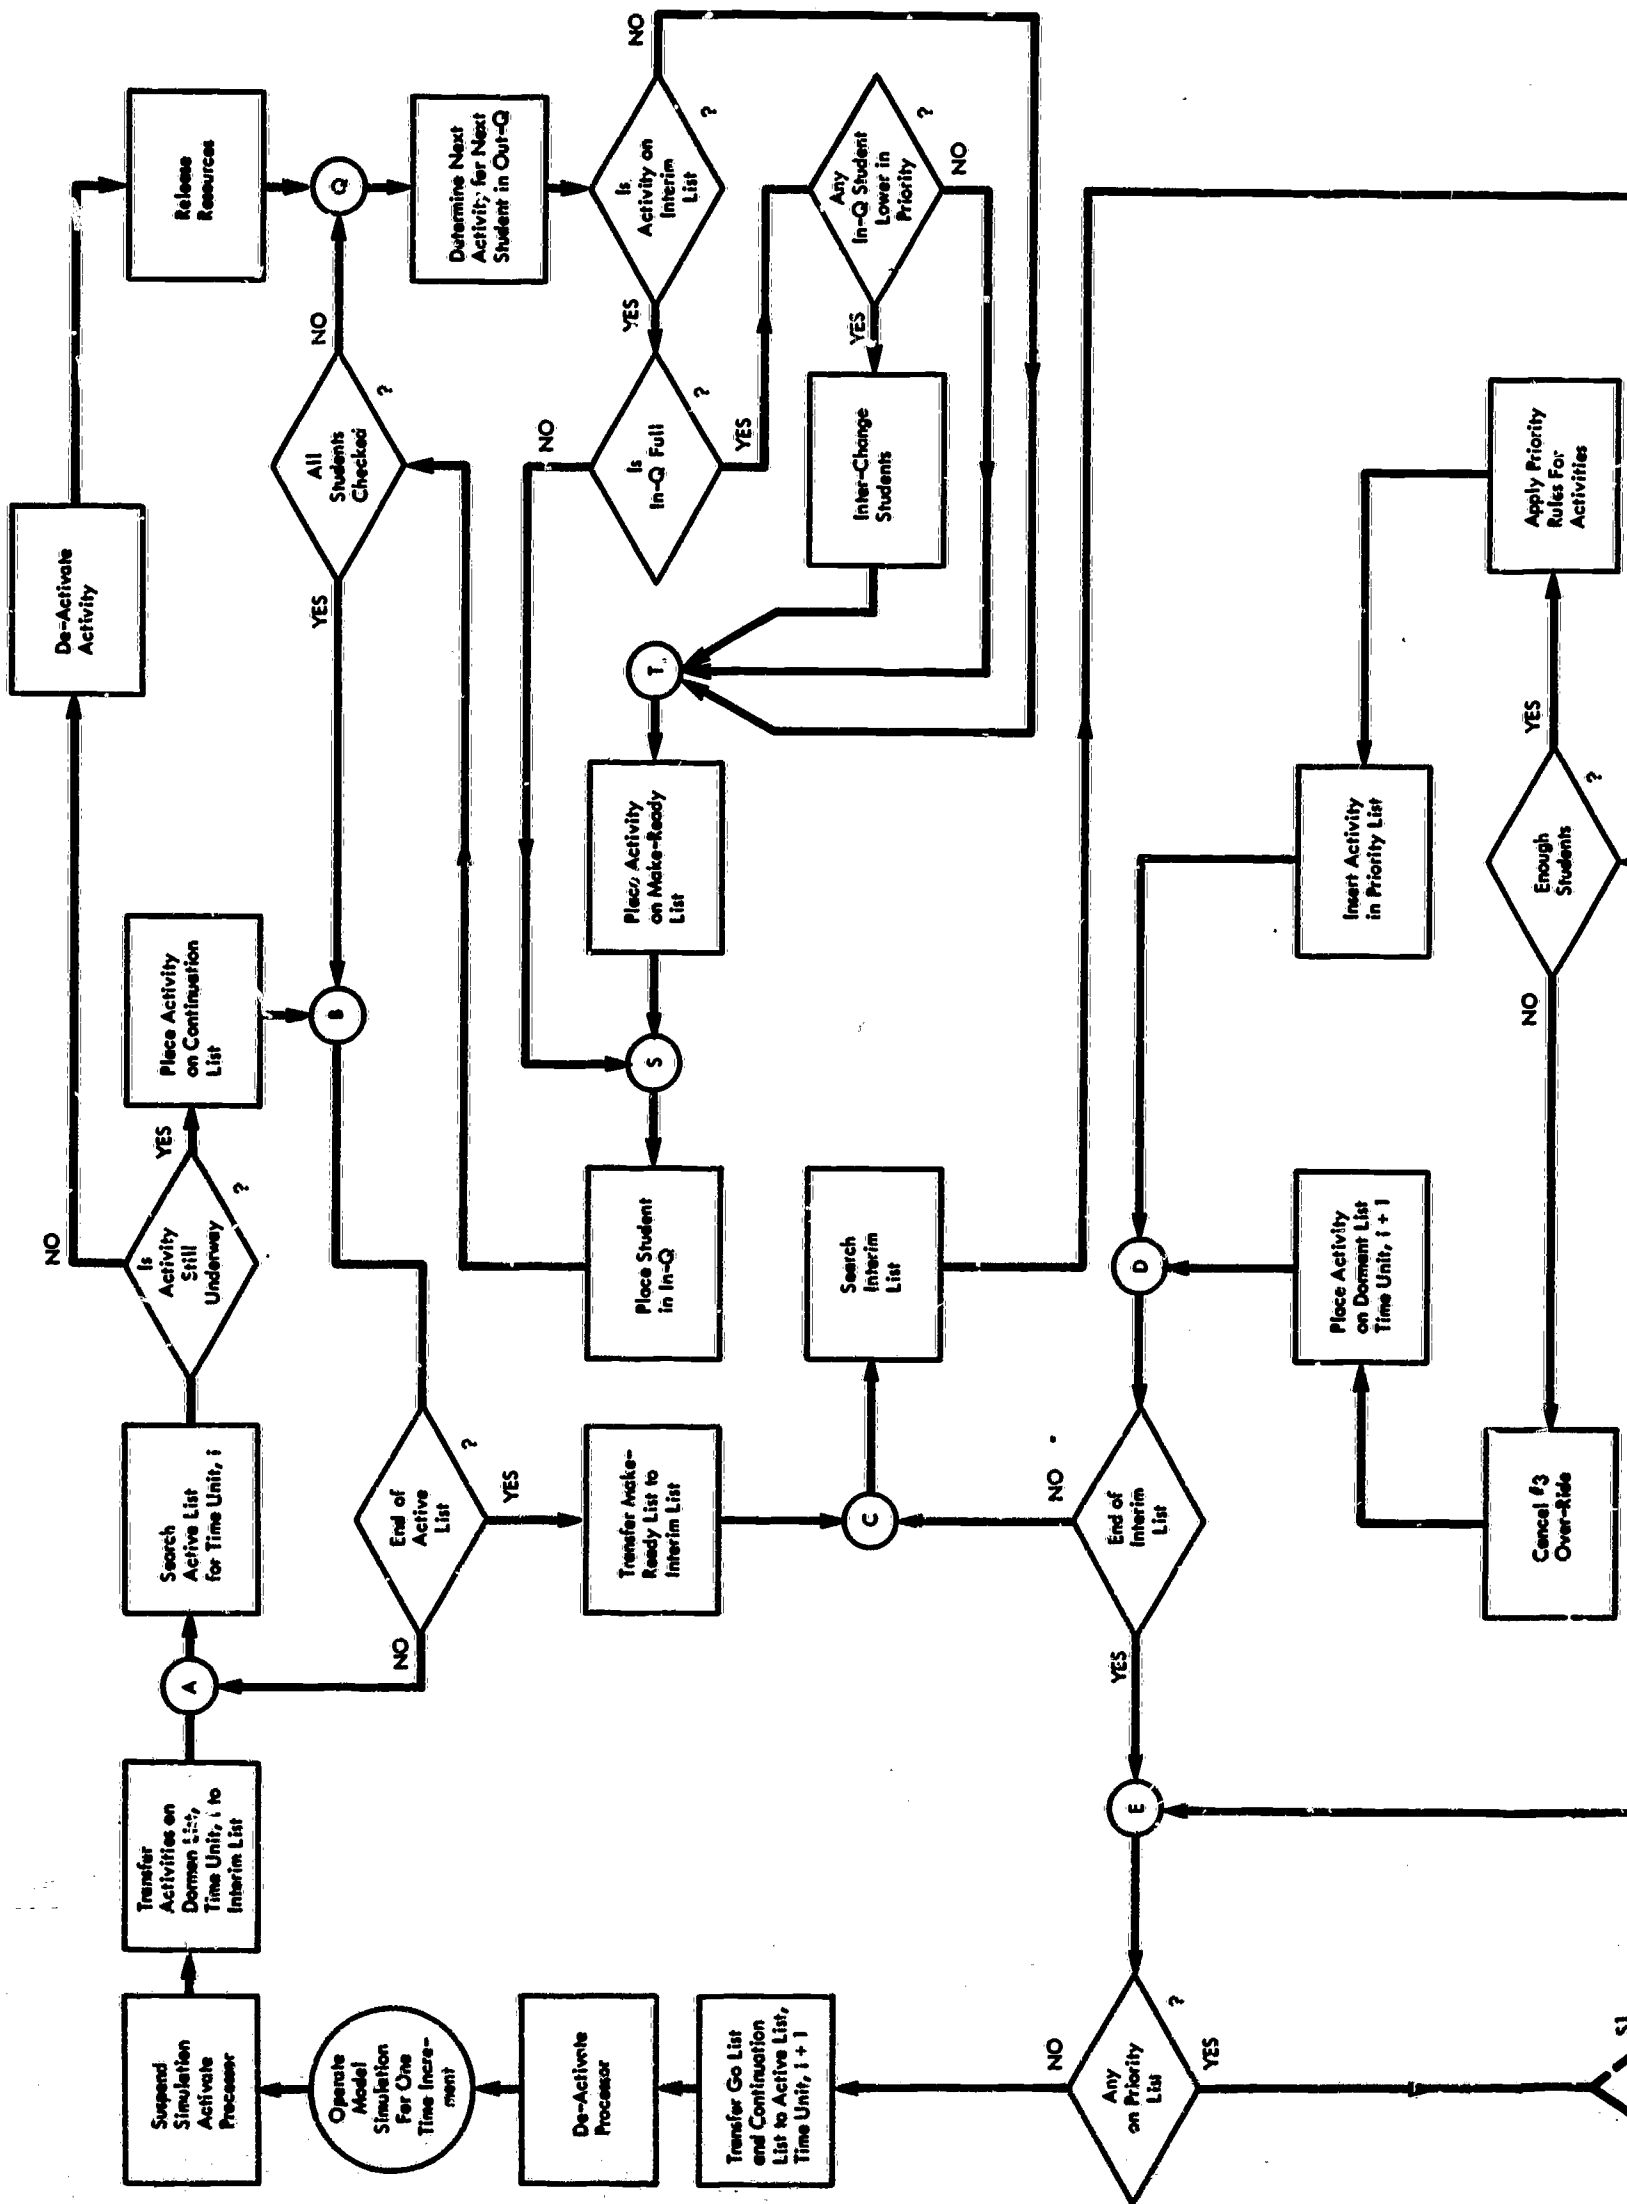 Suspend
Simulation
Activate
Processor
Transfer
Activities on
Dormen List,
Time Unit, i to
Interim List
A
Search
Active List
for Time Unit, i
Is
Activity
Still
Underway
?
NO
YES
Place Activity
on Continuation
List
De-Activate
Activity
Release
Resources
Operate
Model
Simulation
For One
Time Incre-
ment
NO
End of
Active
List
?
YES
B
YES
All
Students
Checked
?
NO
Q
Determine Next
Activity for Next
Student in Out-Q
De-Activate
Processor
Transfer Make-
Ready List to
Interim List
Place Student
in In-Q
S
Place Activity
on Make-Ready
List
T
NO
Is
In-Q Full
?
YES
YES
Is
Activity on
Interim
List
?
NO
Transfer Go List
and Continuation
List to Active List,
Time Unit, i + 1
C
Search
Interim
List
Inter-Change
Students
YES
Any
In-Q Student
Lower in
Priority
?
NO
NO
Any
on Priority
List
?
YES
E
YES
End of
Interim
List
NO
D
Place Activity
on Dorment List
Time Unit, i + 1
Insert Activity
in Priority List
Cancel #3
Over-Ride
NO
Enough
Students
?
YES
Apply Priority
Rules For
Activities
S1